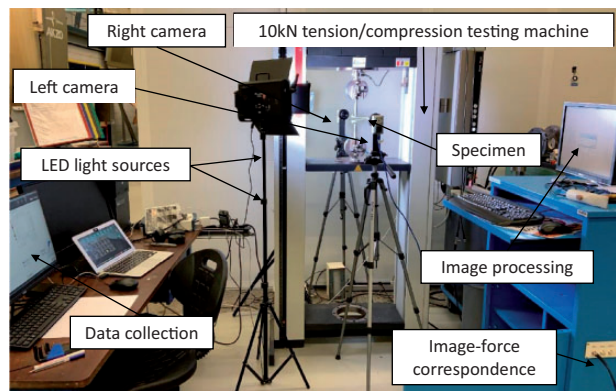 Right camera
10kN tension/compression testing machine
Left camera
LED light sources
Specimen
Image processing
Data collection
Image-force
correspondence